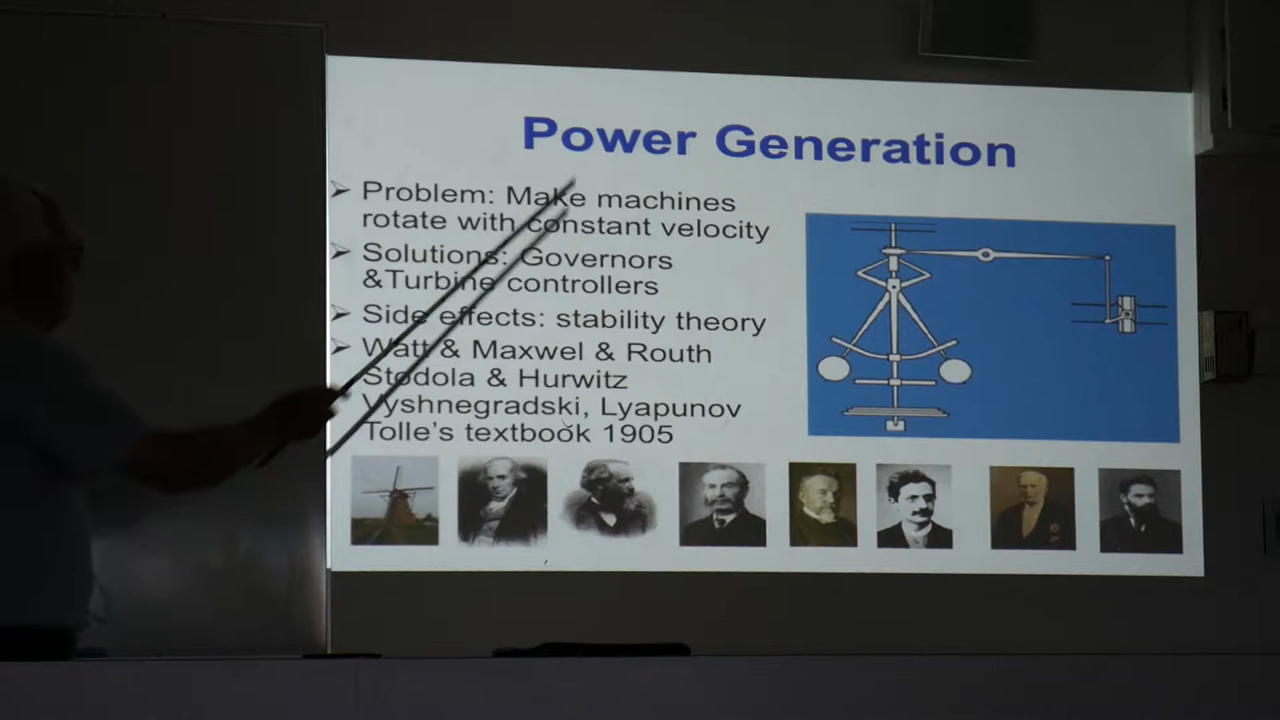 Power Generation
Problem: Make machines
rotate with constant velocity
Solutions: Governors
&Turbine controllers
Side effects: stability theory
Watt & Maxwel & Routh
Stodola & Hurwitz
Vyshnegradski, Lyapunov
Tolle's textbook 1905